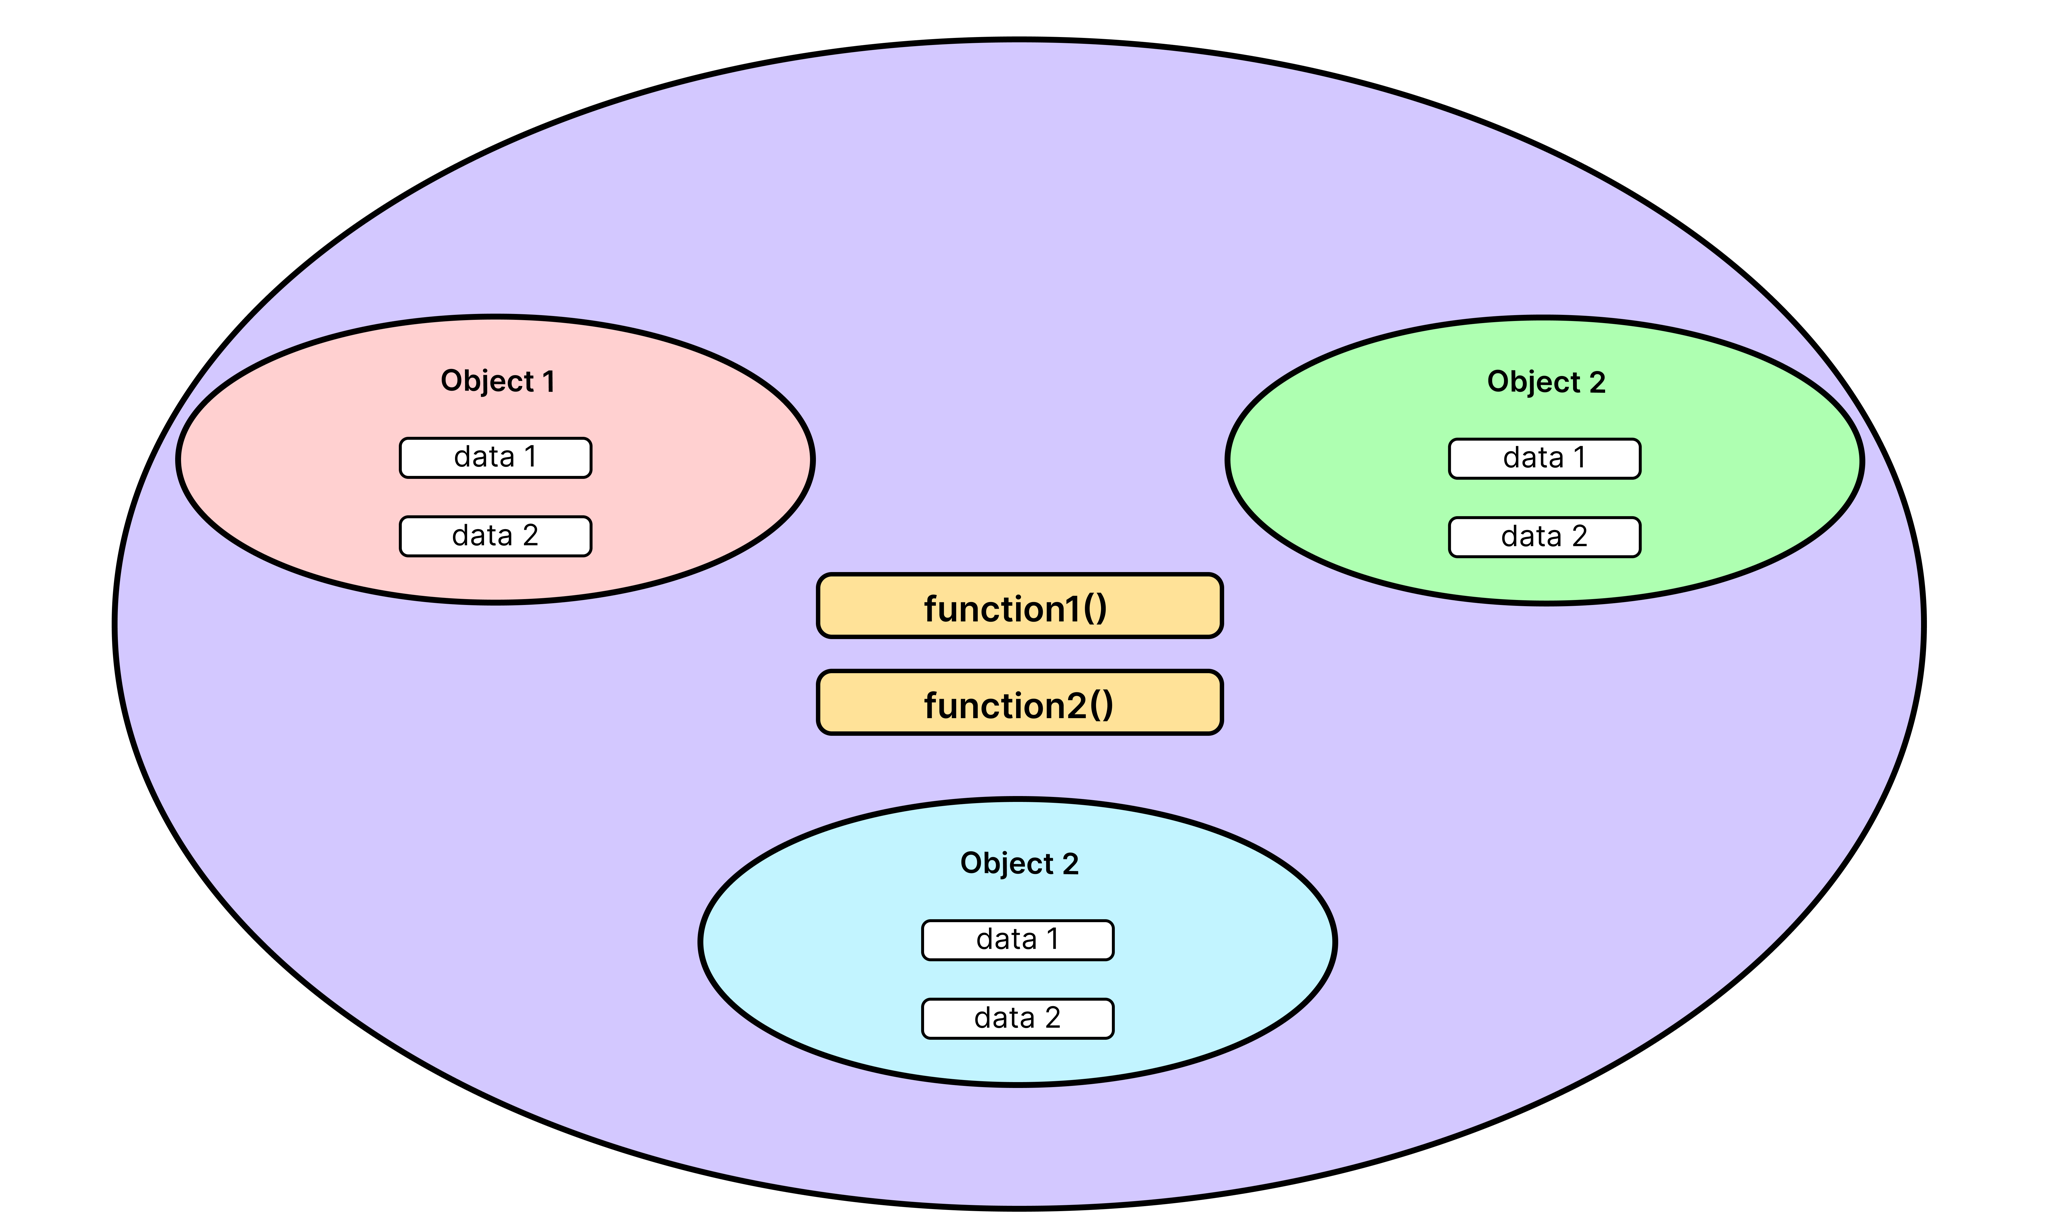 Object 1
data 1
data 2
Object 2
data 1
data 2
function1()
function2()
Object 2
data 1
data 2